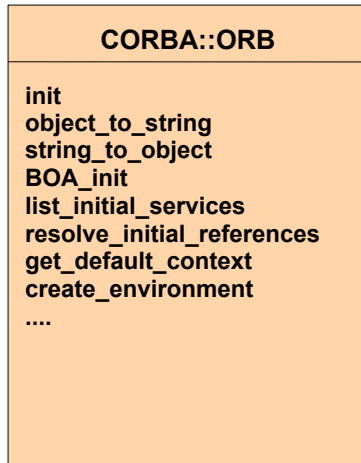 CORBA::ORB
init
object_to_string
string_to_object
BOA_init
list_initial_services
resolve_initial_references
get_default_context
create_environment
....